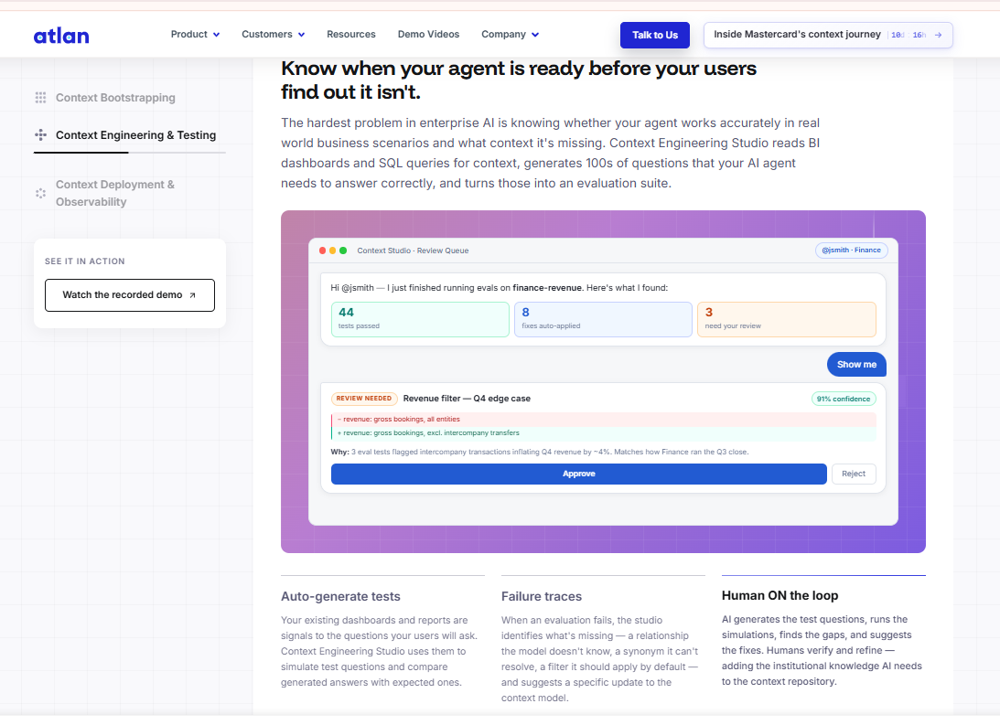 atlan
Product
Customers
Resources
Demo Videos
Company
Talk to Us
Inside Mastercard's context journey
10d 16h →
Context Bootstrapping
Context Engineering & Testing
Context Deployment &
Observability
SEE IT IN ACTION
Watch the recorded demo ↗
Know when your agent is ready before your users
find out it isn't.
The hardest problem in enterprise AI is knowing whether your agent works accurately in real
world business scenarios and what context it's missing. Context Engineering Studio reads BI
dashboards and SQL queries for context, generates 100s of questions that your AI agent
needs to answer correctly, and turns those into an evaluation suite.
Context Studio · Review Queue
@jsmith · Finance
Hi @jsmith — I just finished running evals on finance-revenue. Here's what I found:
44
tests passed
8
fixes auto-applied
3
need your review
Show me
REVIEW NEEDED Revenue filter — Q4 edge case
91% confidence
− revenue: gross bookings, all entities
+ revenue: gross bookings, excl. intercompany transfers
Why: 3 eval tests flagged intercompany transactions inflating Q4 revenue by ~4%. Matches how Finance ran the Q3 close.
Approve
Reject
Auto-generate tests
Your existing dashboards and reports are
signals to the questions your users will ask.
Context Engineering Studio uses them to
simulate test questions and compare
generated answers with expected ones.
Failure traces
When an evaluation fails, the studio
identifies what's missing — a relationship
the model doesn't know, a synonym it can't
resolve, a filter it should apply by default —
and suggests a specific update to the
context model.
Human ON the loop
AI generates the test questions, runs the
simulations, finds the gaps, and suggests
the fixes. Humans verify and refine —
adding the institutional knowledge AI needs
to the context repository.